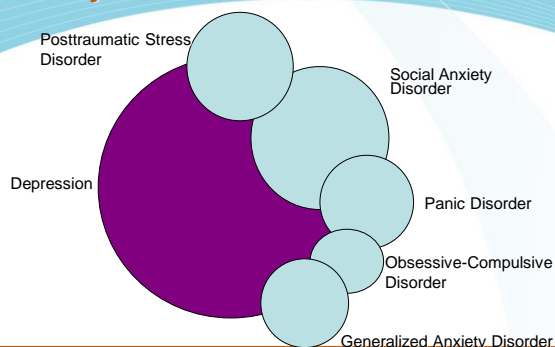 Posttraumatic Stress
Disorder
Social Anxiety
Disorder
Depression
Panic Disorder
Obsessive-Compulsive
Disorder
Generalized Anxiety Disorder